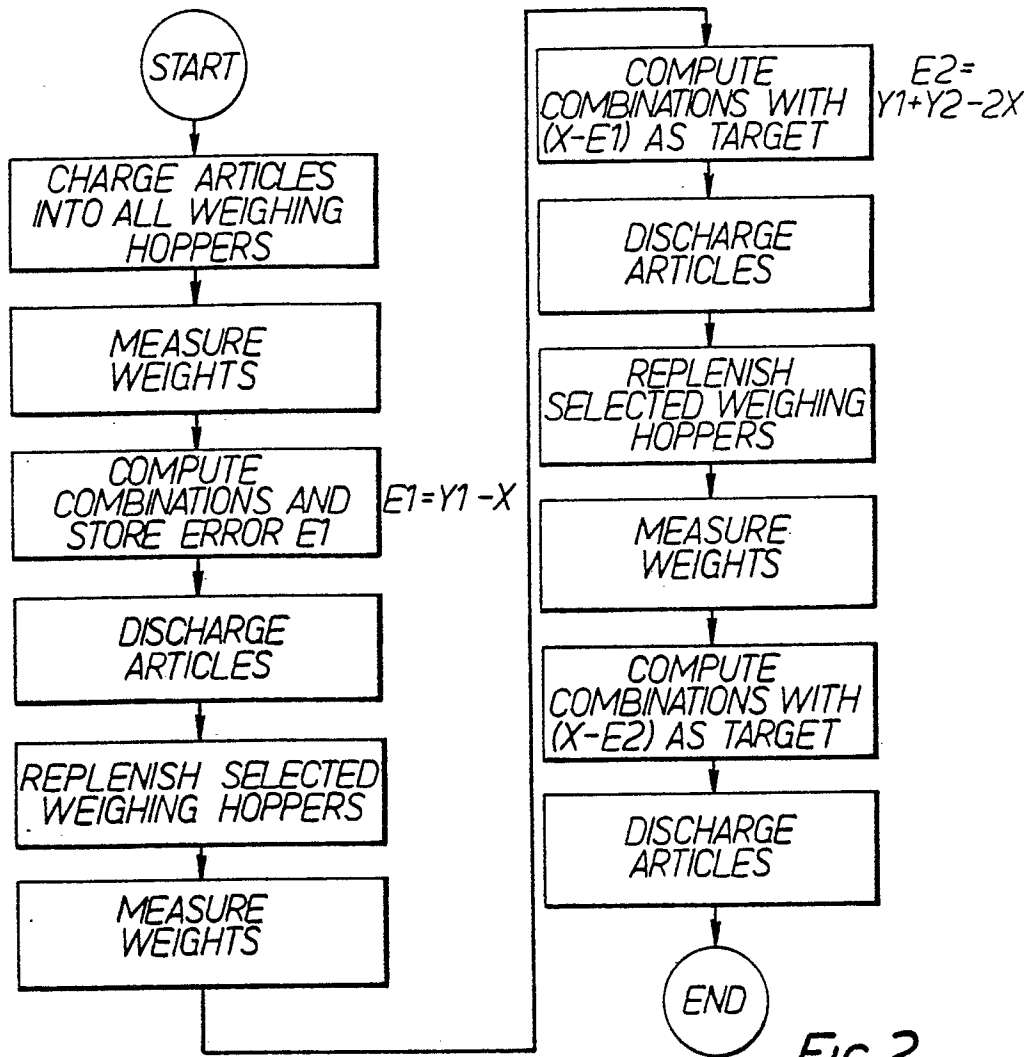 START
CHARGE ARTICLES
INTO ALL WEIGHING
HOPPERS
MEASURE
WEIGHTS
COMPUTE
COMBINATIONS AND
STORE ERROR E1
E1=Y1-X
DISCHARGE
ARTICLES
REPLENISH SELECTED
WEIGHING HOPPERS
MEASURE
WEIGHTS
COMPUTE
COMBINATIONS WITH
(X-E1) AS TARGET
E2=
Y1+Y2-2X
DISCHARGE
ARTICLES
REPLENISH
SELECTED WEIGHING
HOPPERS
MEASURE
WEIGHTS
COMPUTE
COMBINATIONS WITH
(X-E2) AS TARGET
DISCHARGE
ARTICLES
END
FIG.2